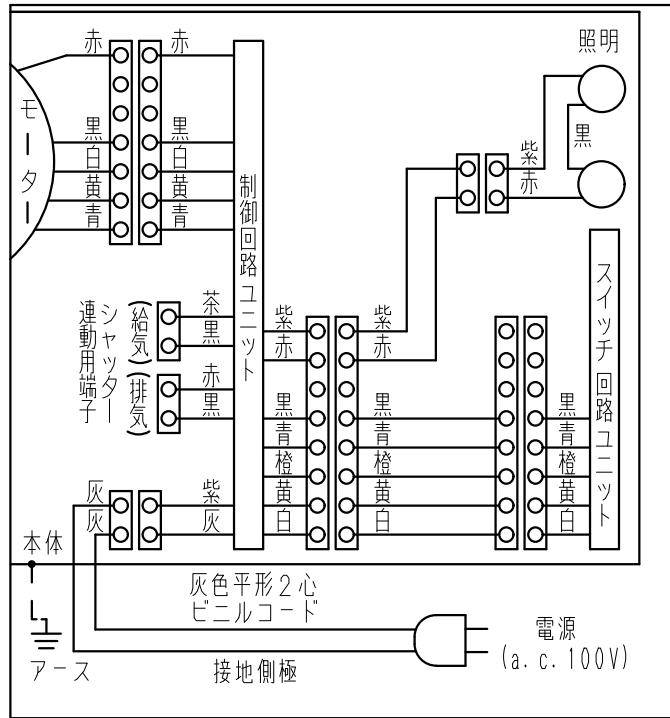 赤
赤
照明
モーター
黒
黒
黒
白
白
紫
黄
黄
赤
青
青
制御回路ユニット
スイッチ回路ユニット
シャッター
連動用端子
(給気)
茶
黒
紫
紫
赤
赤
(排気)
赤
黒
黒
黒
黒
青
青
青
橙
橙
橙
灰
紫
黄
黄
黄
灰
灰
白
白
白
本体
灰色平形2心
ビニルコード
電源
(a.c.100V)
アース
接地側極